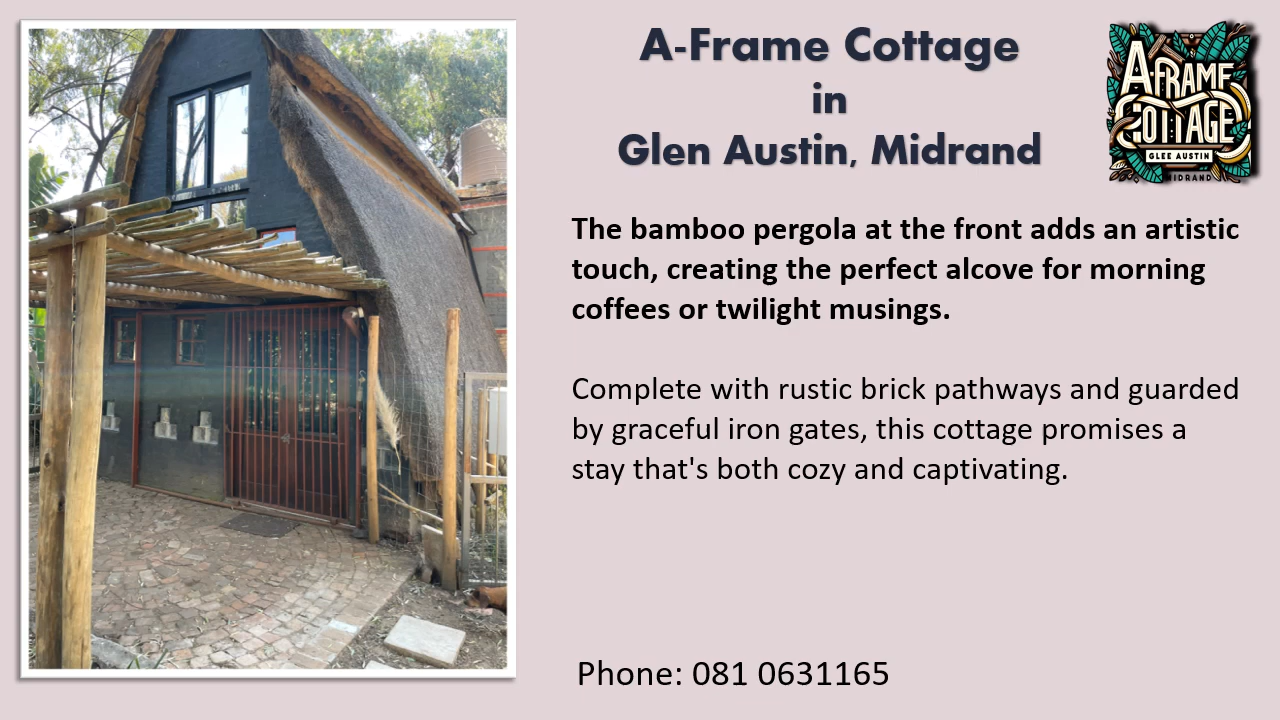 A-Frame Cottage
in
Glen Austin, Midrand
A-FRAME
COTTAGE
GLEE AUSTIN
MIDRAND
The bamboo pergola at the front adds an artistic
touch, creating the perfect alcove for morning
coffees or twilight musings.
Complete with rustic brick pathways and guarded
by graceful iron gates, this cottage promises a
stay that's both cozy and captivating.
Phone: 081 0631165